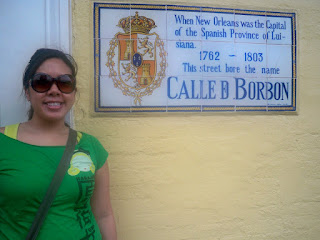 When New Orleans was the Capital
of the Spanish Province of Lui-
siana.
1762 - 1803
This street bore the name
CALLE D BORBON